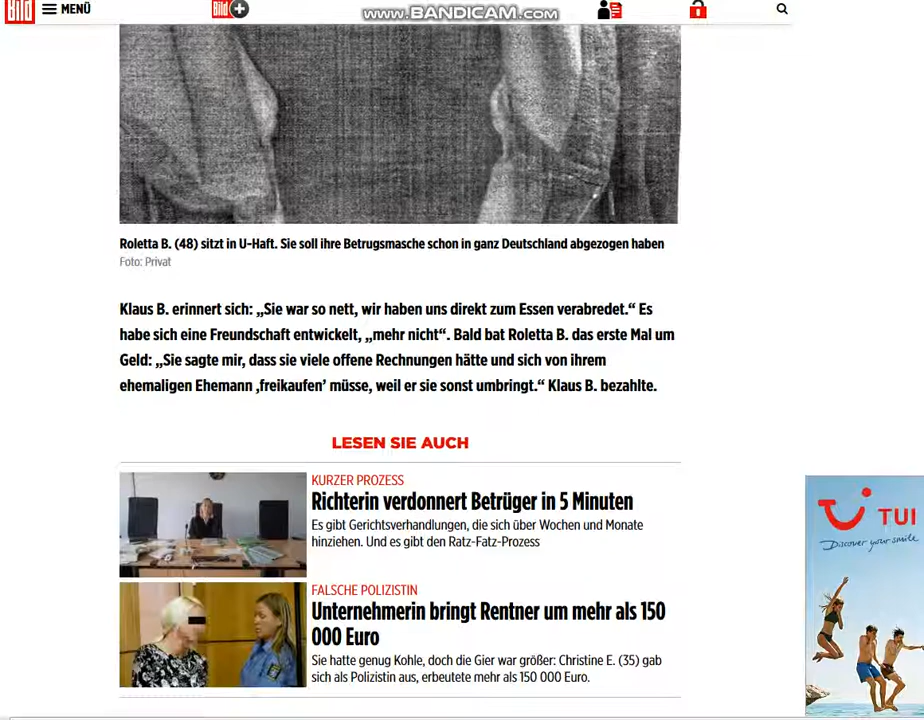 Bild
MENÜ
Bild
www.BANDICAM.com
Roletta B. (48) sitzt in U-Haft. Sie soll ihre Betrugsmasche schon in ganz Deutschland abgezogen haben
Foto: Privat
Klaus B. erinnert sich: „Sie war so nett, wir haben uns direkt zum Essen verabredet.“ Es
habe sich eine Freundschaft entwickelt, „mehr nicht“. Bald bat Roletta B. das erste Mal um
Geld: „Sie sagte mir, dass sie viele offene Rechnungen hätte und sich von ihrem
ehemaligen Ehemann ‚freikaufen’ müsse, weil er sie sonst umbringt.“ Klaus B. bezahlte.
LESEN SIE AUCH
KURZER PROZESS
Richterin verdonnert Betrüger in 5 Minuten
Es gibt Gerichtsverhandlungen, die sich über Wochen und Monate
hinziehen. Und es gibt den Ratz-Fatz-Prozess
FALSCHE POLIZISTIN
Unternehmerin bringt Rentner um mehr als 150
000 Euro
Sie hatte genug Kohle, doch die Gier war größer: Christine E. (35) gab
sich als Polizistin aus, erbeutete mehr als 150 000 Euro.
TUI
Discover your smile